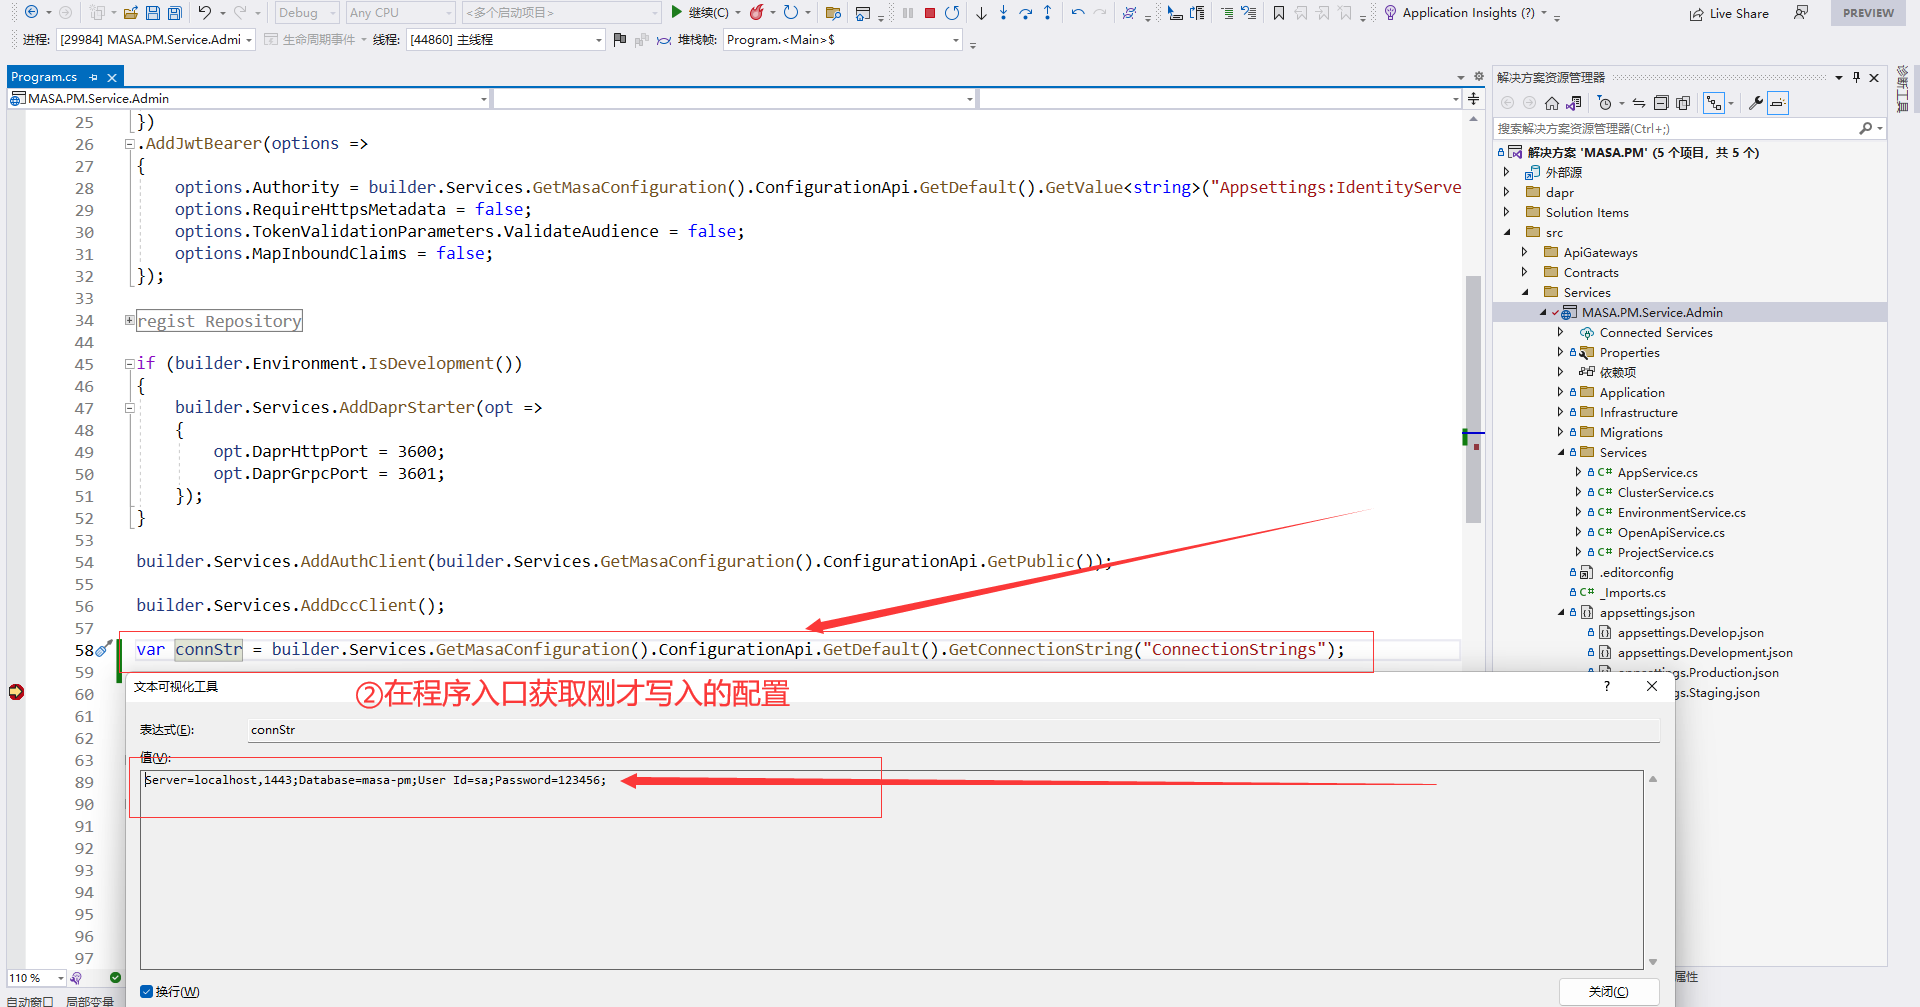 Debug
Any CPU
<多个启动项目>
继续(C)
Application Insights (?)
Live Share
PREVIEW
进程:
[29984] MASA.PM.Service.Admi
生命周期事件
线程:
[44860] 主线程
堆栈帧:
Program.<Main>$
Program.cs
MASA.PM.Service.Admin
25 })
26 .AddJwtBearer(options =>
27 {
28 options.Authority = builder.Services.GetMasaConfiguration().ConfigurationApi.GetDefault().GetValue<string>("Appsettings:IdentityServe
29 options.RequireHttpsMetadata = false;
30 options.TokenValidationParameters.ValidateAudience = false;
31 options.MapInboundClaims = false;
32 });
33
34 regist Repository
44
45 if (builder.Environment.IsDevelopment())
46 {
47 builder.Services.AddDaprStarter(opt =>
48 {
49 opt.DaprHttpPort = 3600;
50 opt.DaprGrpcPort = 3601;
51 });
52 }
53
54 builder.Services.AddAuthClient(builder.Services.GetMasaConfiguration().ConfigurationApi.GetPublic());
55
56 builder.Services.AddDccClient();
57
58 var connStr = builder.Services.GetMasaConfiguration().ConfigurationApi.GetDefault().GetConnectionString("ConnectionStrings");
59
60
61
62
63
89
90
91
92
93
94
95
96
97
文本可视化工具
②在程序入口获取刚才写入的配置
?
表达式(E):
connStr
值(V):
Server=localhost,1443;Database=masa-pm;User Id=sa;Password=123456;
换行(W)
关闭(C)
110 %
自动窗口
局部变量
解决方案资源管理器
搜索解决方案资源管理器(Ctrl+;)
解决方案 'MASA.PM' (5 个项目, 共 5 个)
外部源
dapr
Solution Items
src
ApiGateways
Contracts
Services
MASA.PM.Service.Admin
Connected Services
Properties
依赖项
Application
Infrastructure
Migrations
Services
C# AppService.cs
C# ClusterService.cs
C# EnvironmentService.cs
C# OpenApiService.cs
C# ProjectService.cs
.editorconfig
C# _Imports.cs
appsettings.json
appsettings.Develop.json
appsettings.Development.json
gs.Production.json
gs.Staging.json
属性
诊断工具